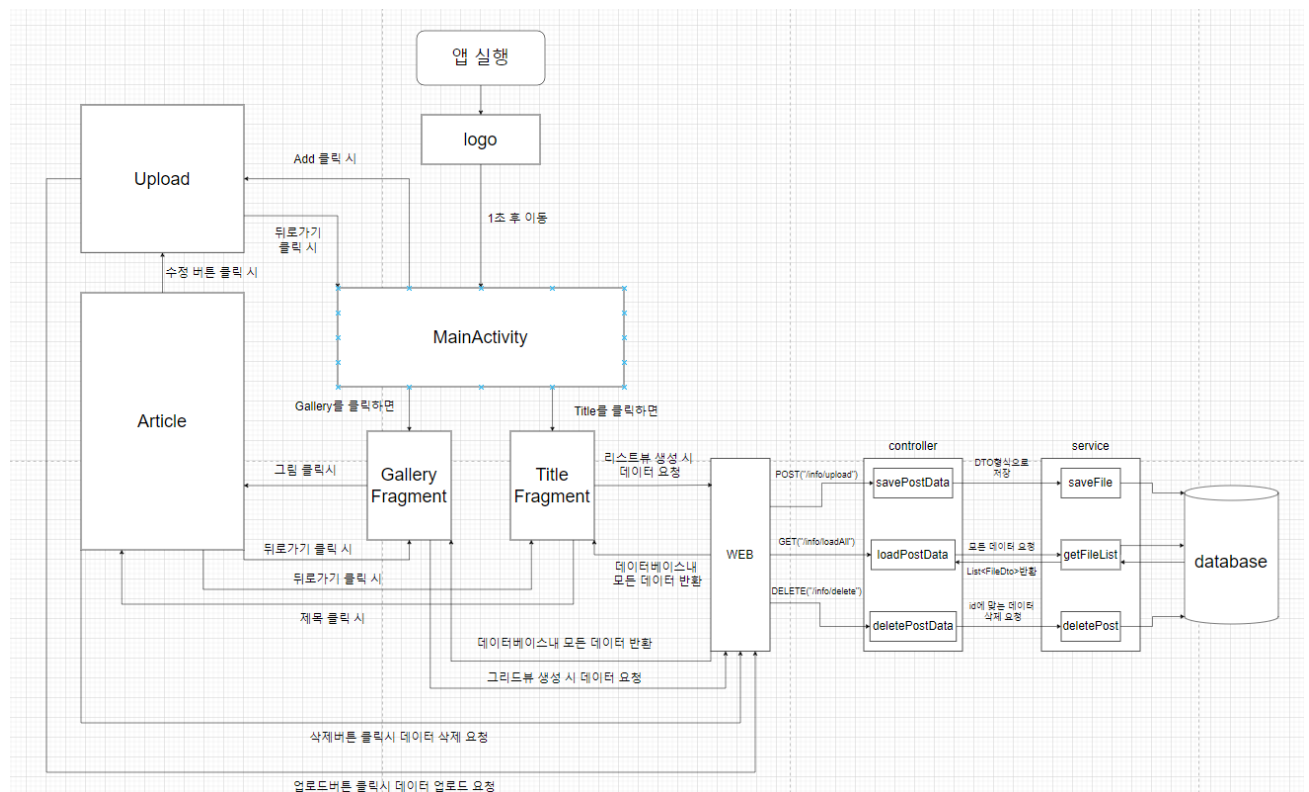 앱 실행
logo
Add 클릭 시
Upload
1초 후 이동
뒤로가기
클릭 시
수정 버튼 클릭 시
MainActivity
Gallery를 클릭하면
Title를 클릭하면
Article
그림 클릭시
Gallery
Fragment
Title
Fragment
리스트뷰 생성 시
데이터 요청
뒤로가기 클릭 시
뒤로가기 클릭 시
제목 클릭 시
데이터베이스내
모든 데이터 반환
데이터베이스내 모든 데이터 반환
그리드뷰 생성 시 데이터 요청
삭제버튼 클릭시 데이터 삭제 요청
업로드버튼 클릭시 데이터 업로드 요청
WEB
controller
service
POST("/info/upload")
savePostData
DTO형식으로
저장
saveFile
GET("/info/loadAll")
loadPostData
모든 데이터 요청
getFileList
List<FileDto>반환
DELETE("/info/delete")
deletePostData
id에 맞는 데이터
삭제 요청
deletePost
database